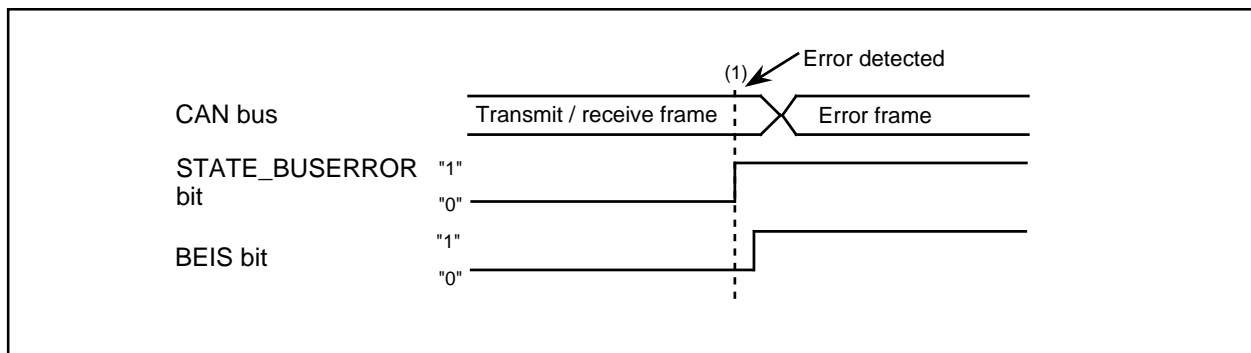 Error detected
(1)
CAN bus
Transmit / receive frame
Error frame
STATE_BUSERROR
bit
"1"
"0"
BEIS bit
"1"
"0"